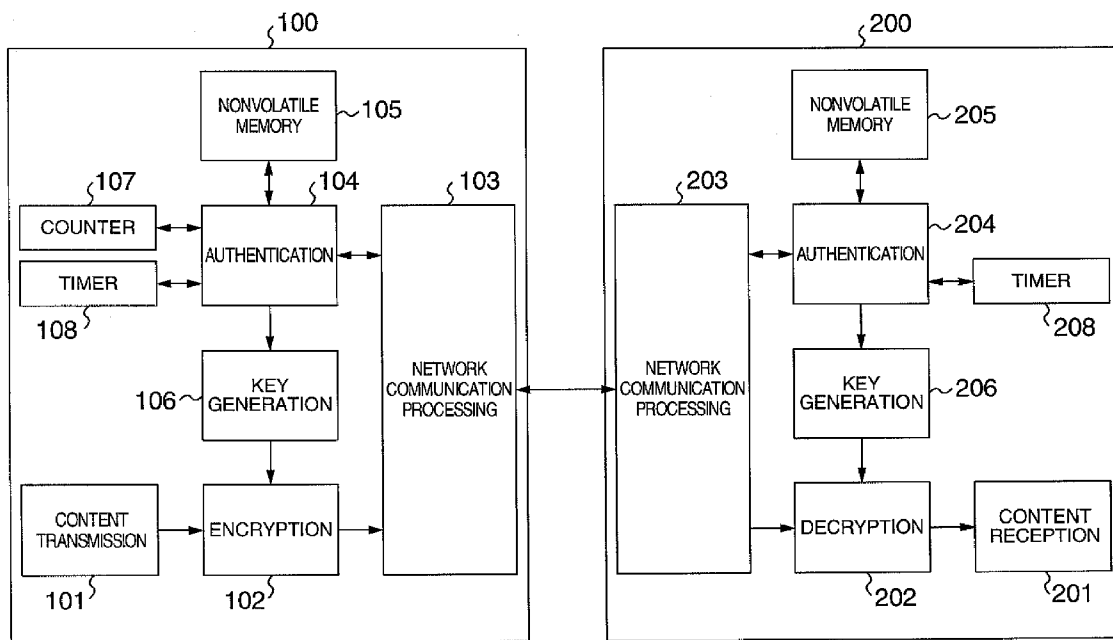 100
200
NONVOLATILE
MEMORY
105
NONVOLATILE
MEMORY
205
107
104
103
203
COUNTER
AUTHENTICATION
204
AUTHENTICATION
TIMER
TIMER
108
208
106
KEY
GENERATION
NETWORK
COMMUNICATION
PROCESSING
NETWORK
COMMUNICATION
PROCESSING
KEY
GENERATION
206
CONTENT
TRANSMISSION
ENCRYPTION
DECRYPTION
CONTENT
RECEPTION
101
102
202
201